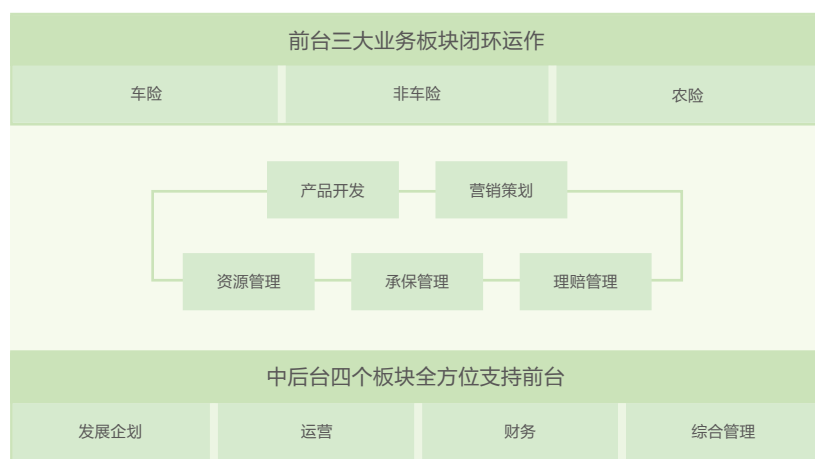 前台三大业务板块闭环运作
车险 非车险 农险
产品开发 营销策划
资源管理 承保管理 理赔管理
中后台四个板块全方位支持前台
发展企划 运营 财务 综合管理